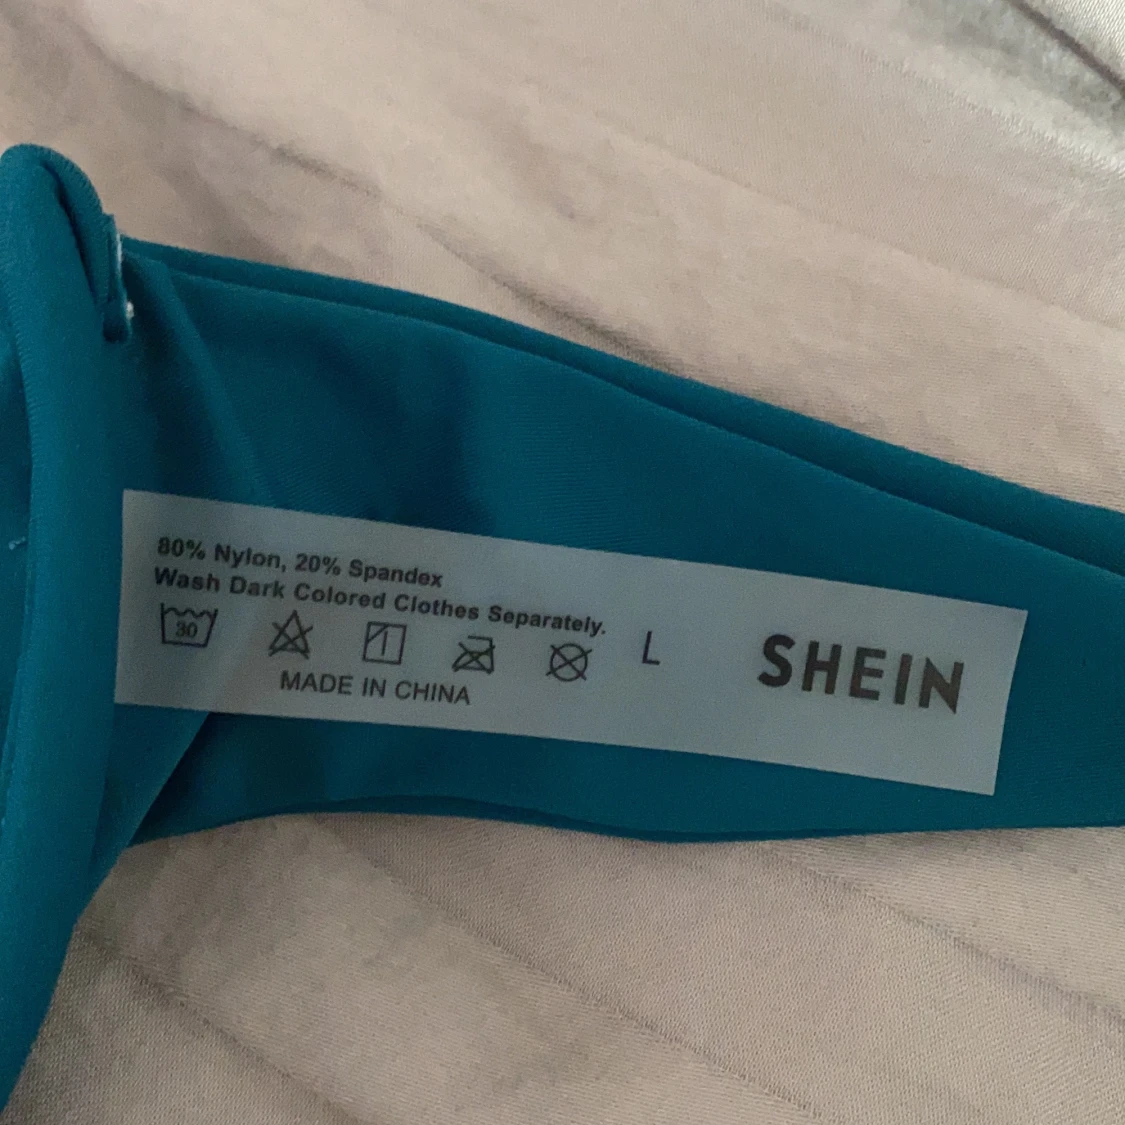 80% Nylon, 20% Spandex
Wash Dark Colored Clothes Separately.
30
L
SHEIN
MADE IN CHINA